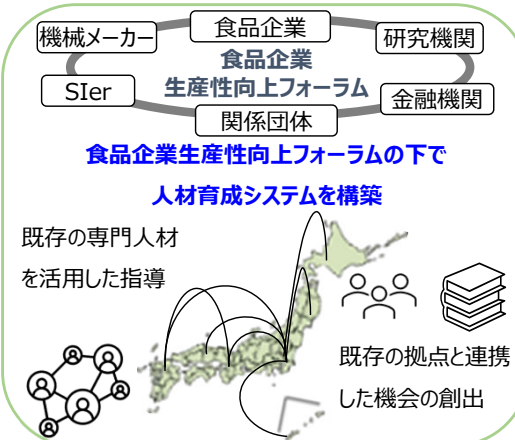 食品企業
機械メーカー
研究機関
食品企業
生産性向上フォーラム
SIer
金融機関
関係団体
食品企業生産性向上フォーラムの下で
人材育成システムを構築
既存の専門人材
を活用した指導
既存の拠点と連携
した機会の創出